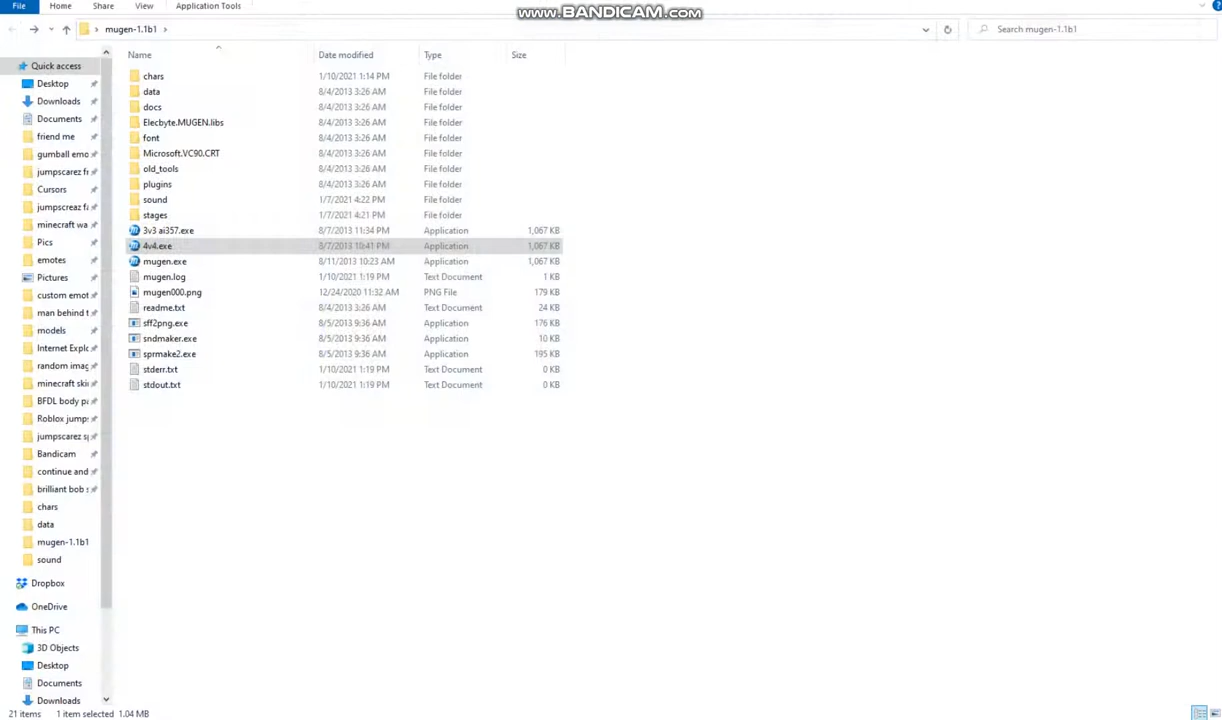 www.BANDICAM.com
File Home Share View Application Tools
mugen-1.1b1
Search mugen-1.1b1
Name Date modified Type Size
chars 1/10/2021 1:14 PM File folder
data 8/4/2013 3:26 AM File folder
docs 8/4/2013 3:26 AM File folder
Elecbyte.MUGEN.libs 8/4/2013 3:26 AM File folder
font 8/4/2013 3:26 AM File folder
Microsoft.VC90.CRT 8/4/2013 3:26 AM File folder
old_tools 8/4/2013 3:26 AM File folder
plugins 8/4/2013 3:26 AM File folder
sound 1/7/2021 4:22 PM File folder
stages 1/7/2021 4:21 PM File folder
3v3 ai357.exe 8/7/2013 11:34 PM Application 1,067 KB
4v4.exe 8/7/2013 10:41 PM Application 1,067 KB
mugen.exe 8/11/2013 10:23 AM Application 1,067 KB
mugen.log 1/10/2021 1:19 PM Text Document 1 KB
mugen000.png 12/24/2020 11:32 AM PNG File 179 KB
readme.txt 8/4/2013 3:26 AM Text Document 24 KB
sff2png.exe 8/5/2013 9:36 AM Application 176 KB
sndmaker.exe 8/5/2013 9:36 AM Application 10 KB
sprmake2.exe 8/5/2013 9:36 AM Application 195 KB
stderr.txt 1/10/2021 1:19 PM Text Document 0 KB
stdout.txt 1/10/2021 1:19 PM Text Document 0 KB
Quick access
Desktop
Downloads
Documents
friend me
gumball emo
jumpscarez fr
Cursors
jumpscreaz fa
minecraft wa
Pics
emotes
Pictures
custom emot
man behind t
models
Internet Explo
random imag
minecraft skin
BFDL body pa
Roblox jumps
jumpscarez sp
Bandicam
continue and
brilliant bob s
chars
data
mugen-1.1b1
sound
Dropbox
OneDrive
This PC
3D Objects
Desktop
Documents
Downloads
21 items 1 item selected 1.04 MB